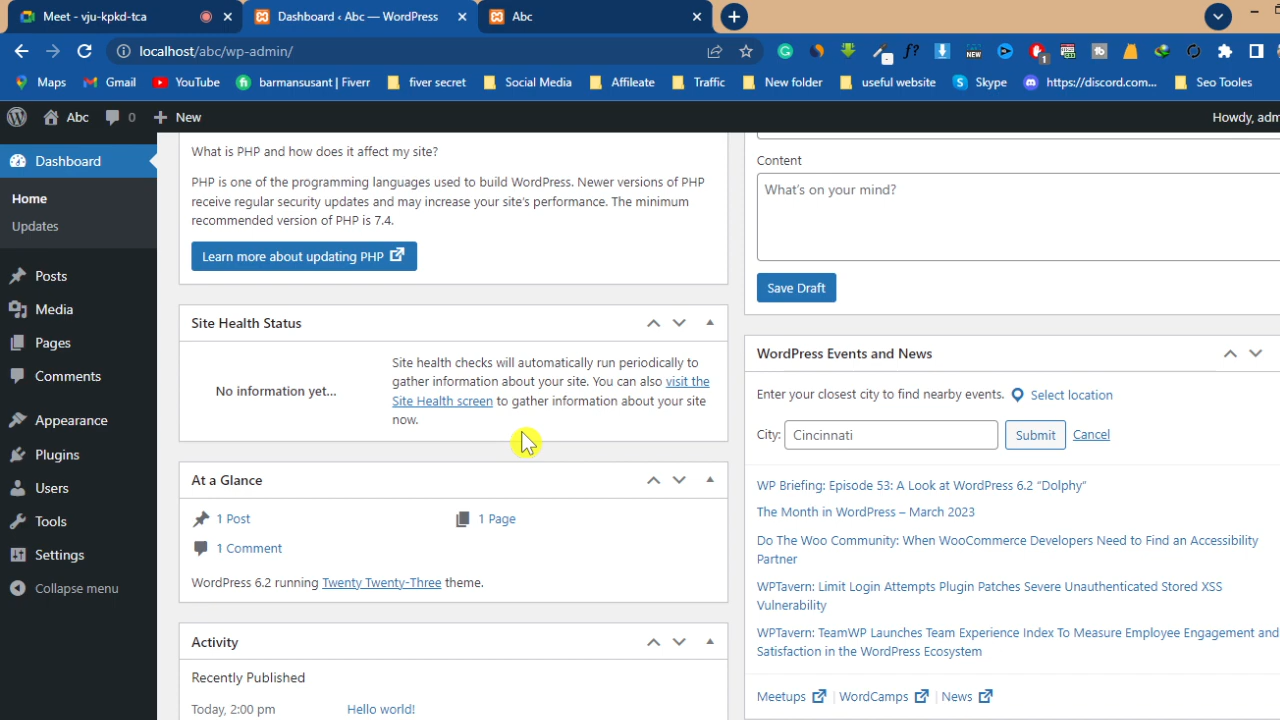 Meet - vju-kpkd-tca
Dashboard ‹ Abc — WordPress
Abc
localhost/abc/wp-admin/
Maps
Gmail
YouTube
barmansusant | Fiverr
fiver secret
Social Media
Affileate
Traffic
New folder
useful website
Skype
https://discord.com...
Seo Tooles
Abc
0
New
Howdy, adm
Dashboard
Home
Updates
Posts
Media
Pages
Comments
Appearance
Plugins
Users
Tools
Settings
Collapse menu
What is PHP and how does it affect my site?
PHP is one of the programming languages used to build WordPress. Newer versions of PHP
receive regular security updates and may increase your site's performance. The minimum
recommended version of PHP is 7.4.
Learn more about updating PHP
Site Health Status
No information yet...
Site health checks will automatically run periodically to
gather information about your site. You can also visit the
Site Health screen to gather information about your site
now.
At a Glance
1 Post
1 Page
1 Comment
WordPress 6.2 running Twenty Twenty-Three theme.
Activity
Recently Published
Today, 2:00 pm
Hello world!
Content
What's on your mind?
Save Draft
WordPress Events and News
Enter your closest city to find nearby events.
Select location
City:
Cincinnati
Submit
Cancel
WP Briefing: Episode 53: A Look at WordPress 6.2 “Dolphy”
The Month in WordPress – March 2023
Do The Woo Community: When WooCommerce Developers Need to Find an Accessibility
Partner
WPTavern: Limit Login Attempts Plugin Patches Severe Unauthenticated Stored XSS
Vulnerability
WPTavern: TeamWP Launches Team Experience Index To Measure Employee Engagement and
Satisfaction in the WordPress Ecosystem
Meetups | WordCamps | News